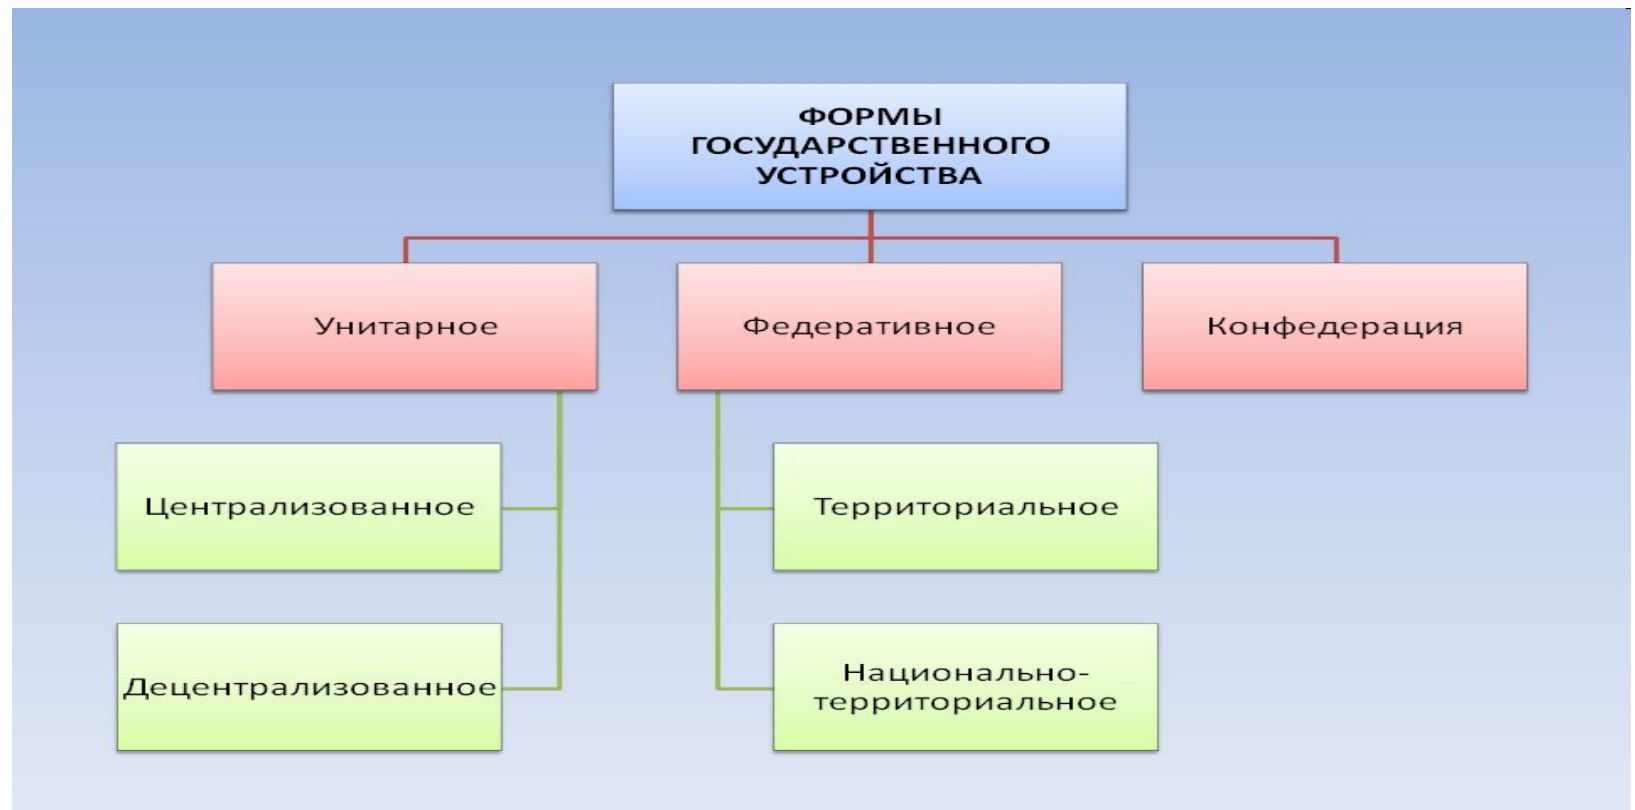 ФОРМЫ
ГОСУДАРСТВЕННОГО
УСТРОЙСТВА
Унитарное
Федеративное
Конфедерация
Централизованное
Территориальное
Децентрализованное
Национально-
территориальное